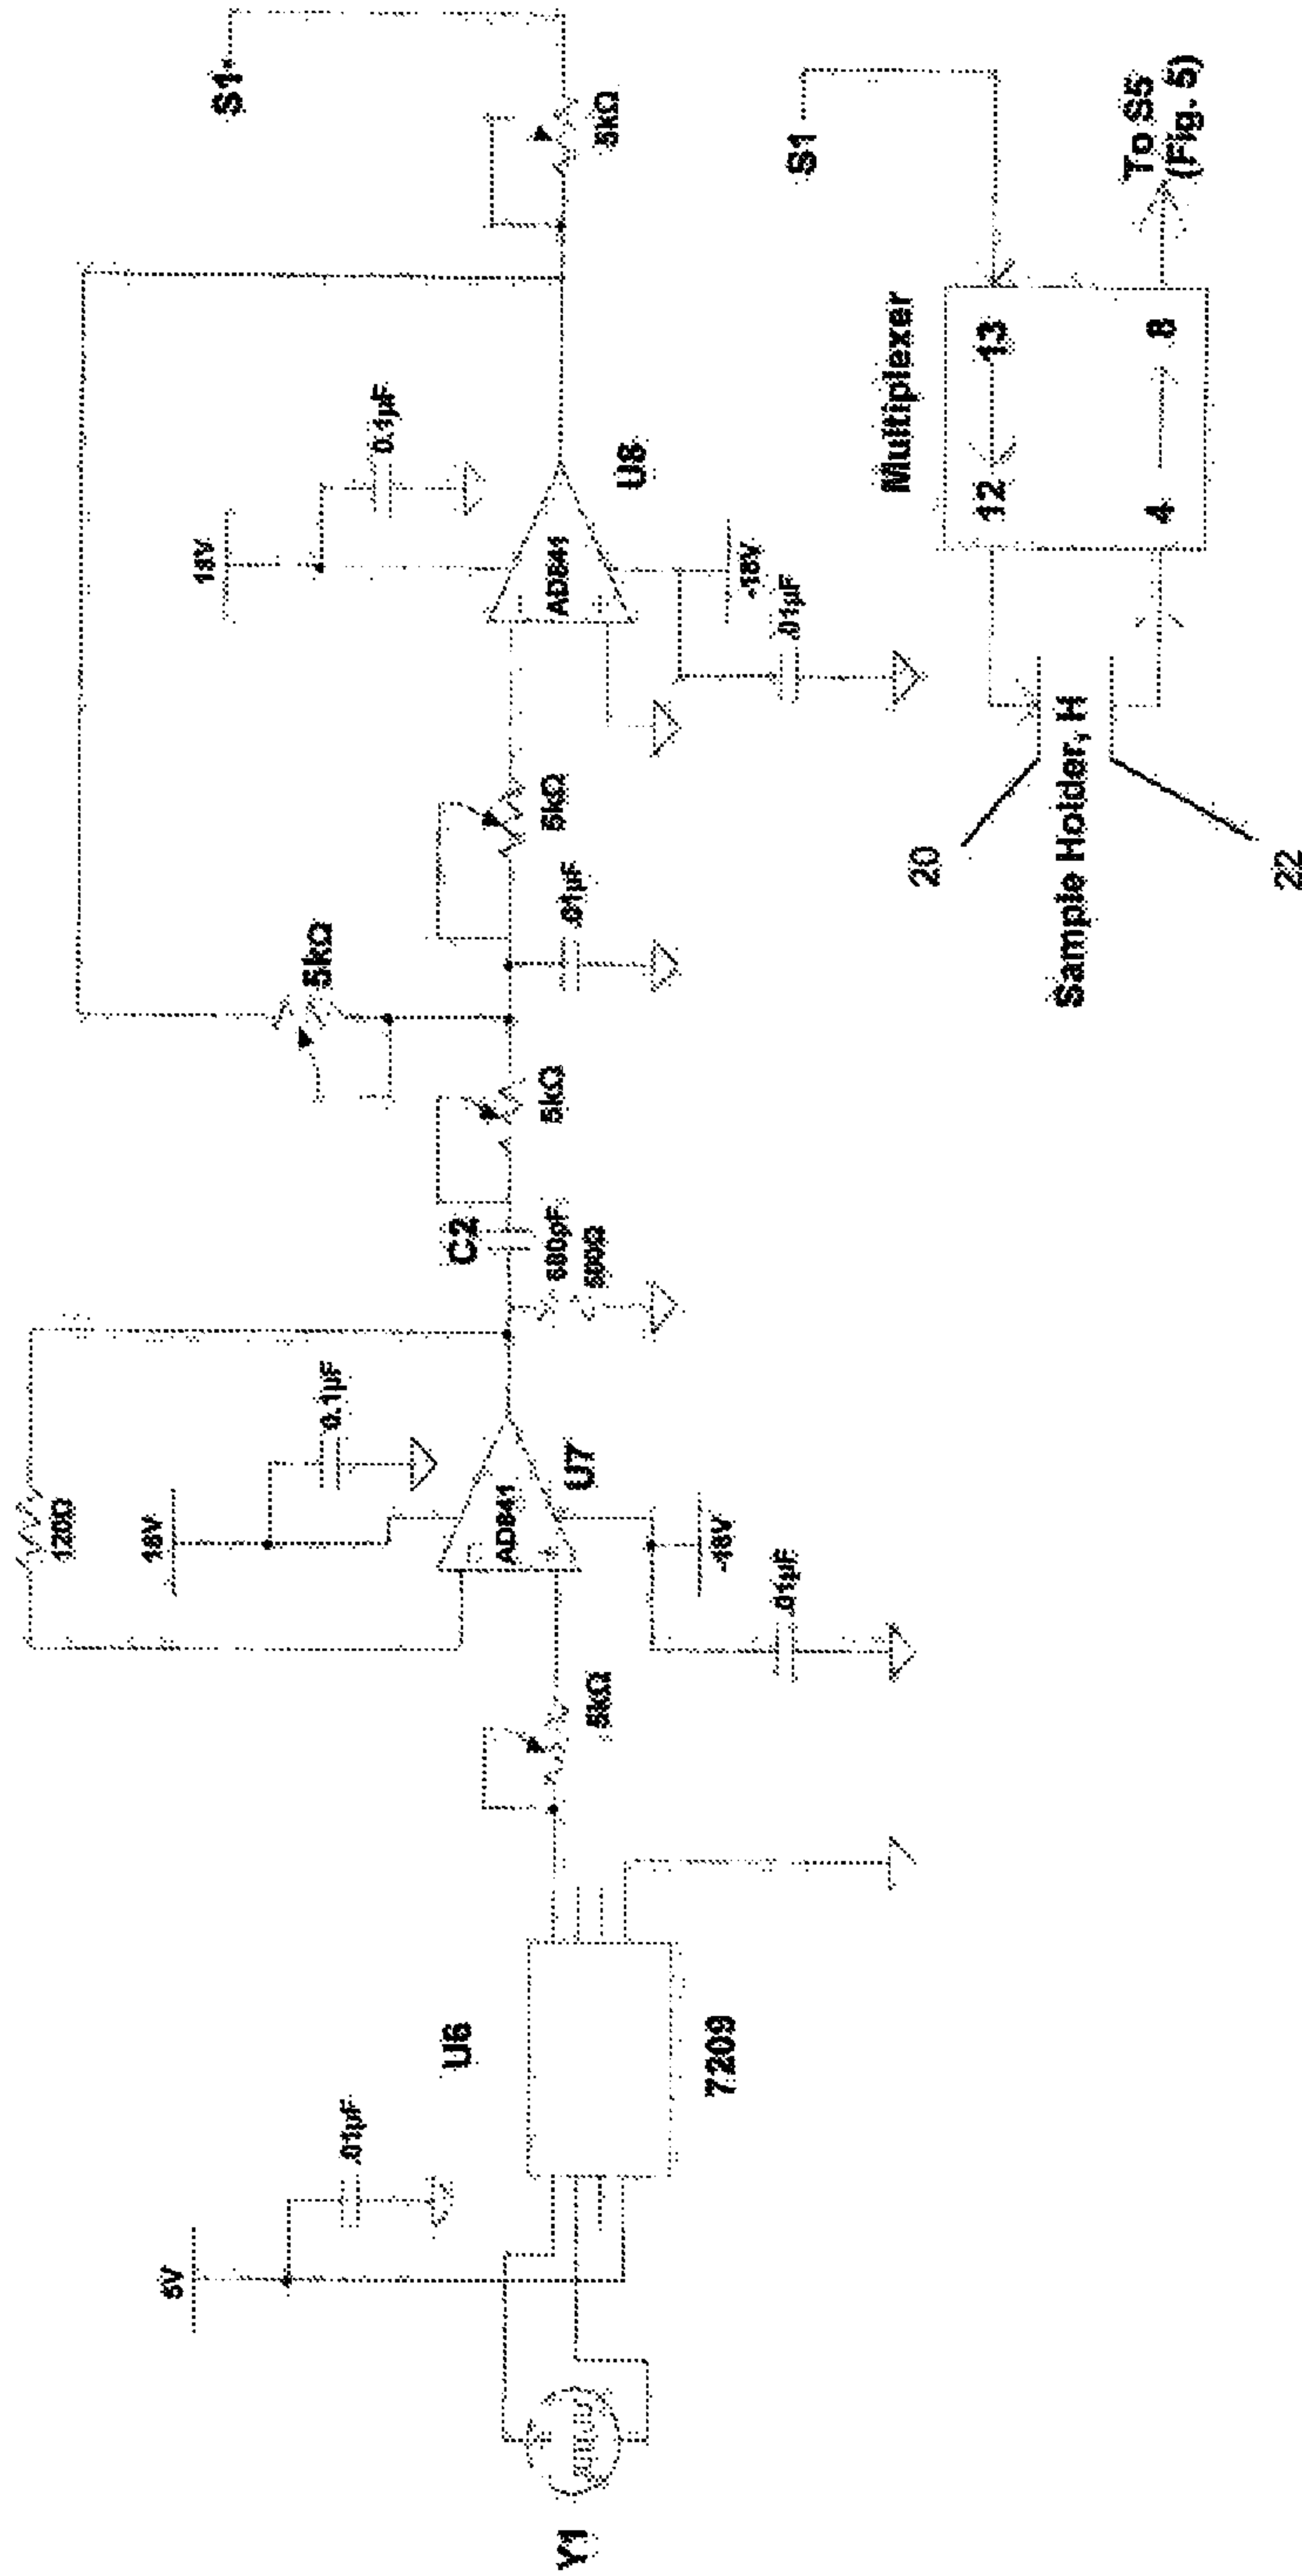 Y1
5V
.01µF
U6
7209
5kΩ
120Ω
18V
0.1µF
AD841
U7
-18V
.01µF
C2
680pF
500Ω
5kΩ
5kΩ
.01µF
5kΩ
18V
0.1µF
AD841
U8
-18V
.01µF
5kΩ
S1
S1
Multiplexer
12
13
4
8
To S5
(Fig. 5)
20
Sample Holder, H
22